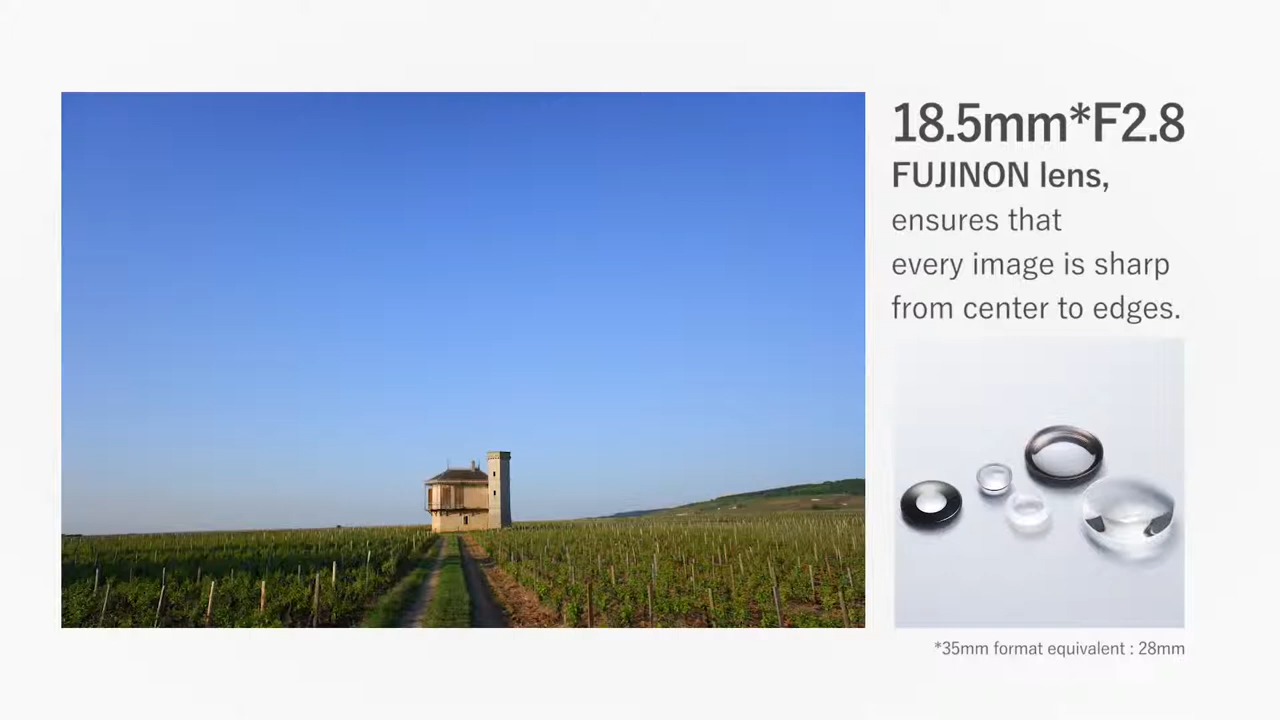 18.5mm*F2.8
FUJINON lens,
ensures that
every image is sharp
from center to edges.
*35mm format equivalent : 28mm